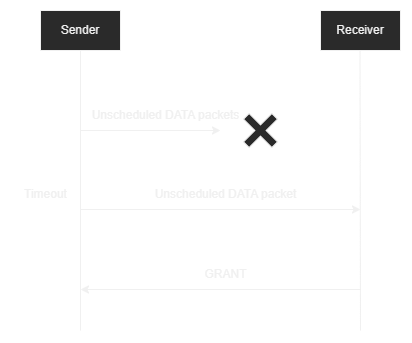 Sender
Receiver
Unscheduled DATA packets
Timeout
Unscheduled DATA packet
GRANT